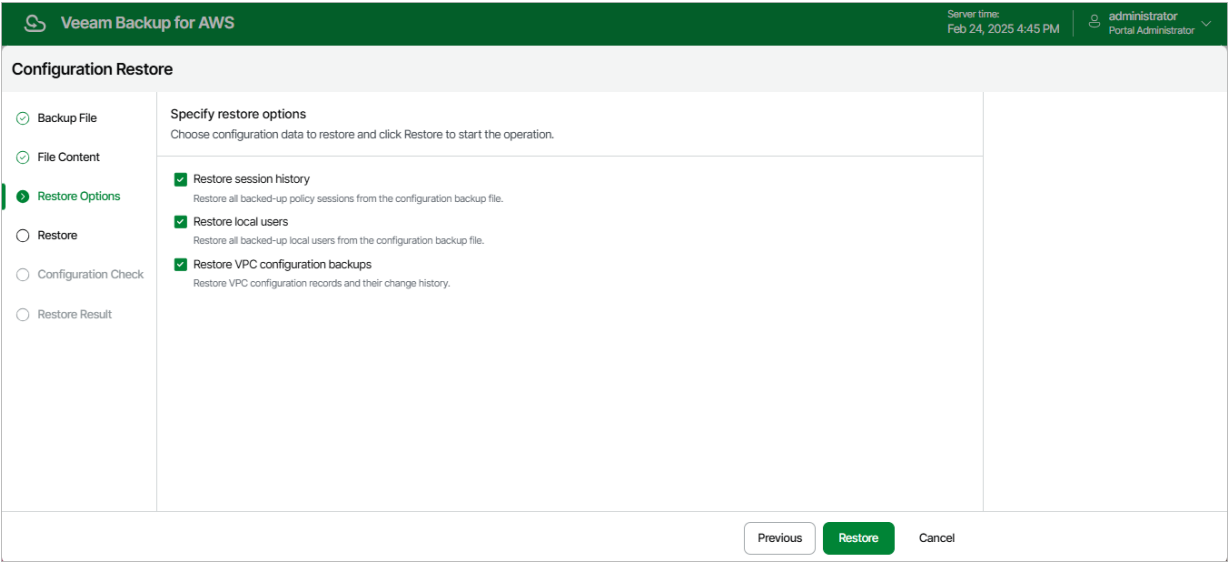 Veeam Backup for AWS
Server time:
Feb 24, 2025 4:45 PM
administrator
Portal Administrator
Configuration Restore
Backup File
File Content
Restore Options
Restore
Configuration Check
Restore Result
Specify restore options
Choose configuration data to restore and click Restore to start the operation.
Restore session history
Restore all backed-up policy sessions from the configuration backup file.
Restore local users
Restore all backed-up local users from the configuration backup file.
Restore VPC configuration backups
Restore VPC configuration records and their change history.
Previous
Restore
Cancel